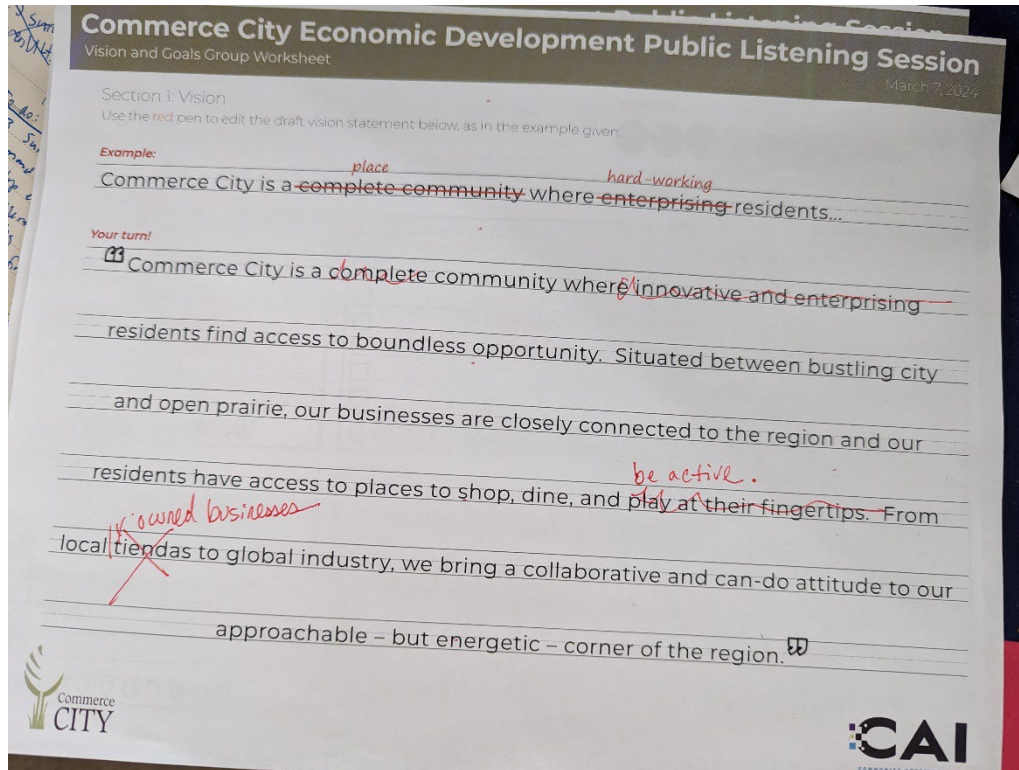 Commerce City Economic Development Public Listening Session
Vision and Goals Group Worksheet
March 7, 2024
Section 1: Vision
Use the red pen to edit the draft vision statement below, as in the example given.
Example:
place hard-working
Commerce City is a complete community where enterprising residents...
Your turn!
Commerce City is a complete community where innovative and enterprising
residents find access to boundless opportunity. Situated between bustling city
and open prairie, our businesses are closely connected to the region and our
be active.
residents have access to places to shop, dine, and play at their fingertips. From
owned businesses
local tiendas to global industry, we bring a collaborative and can-do attitude to our
approachable – but energetic – corner of the region.
Commerce
CITY
CAI